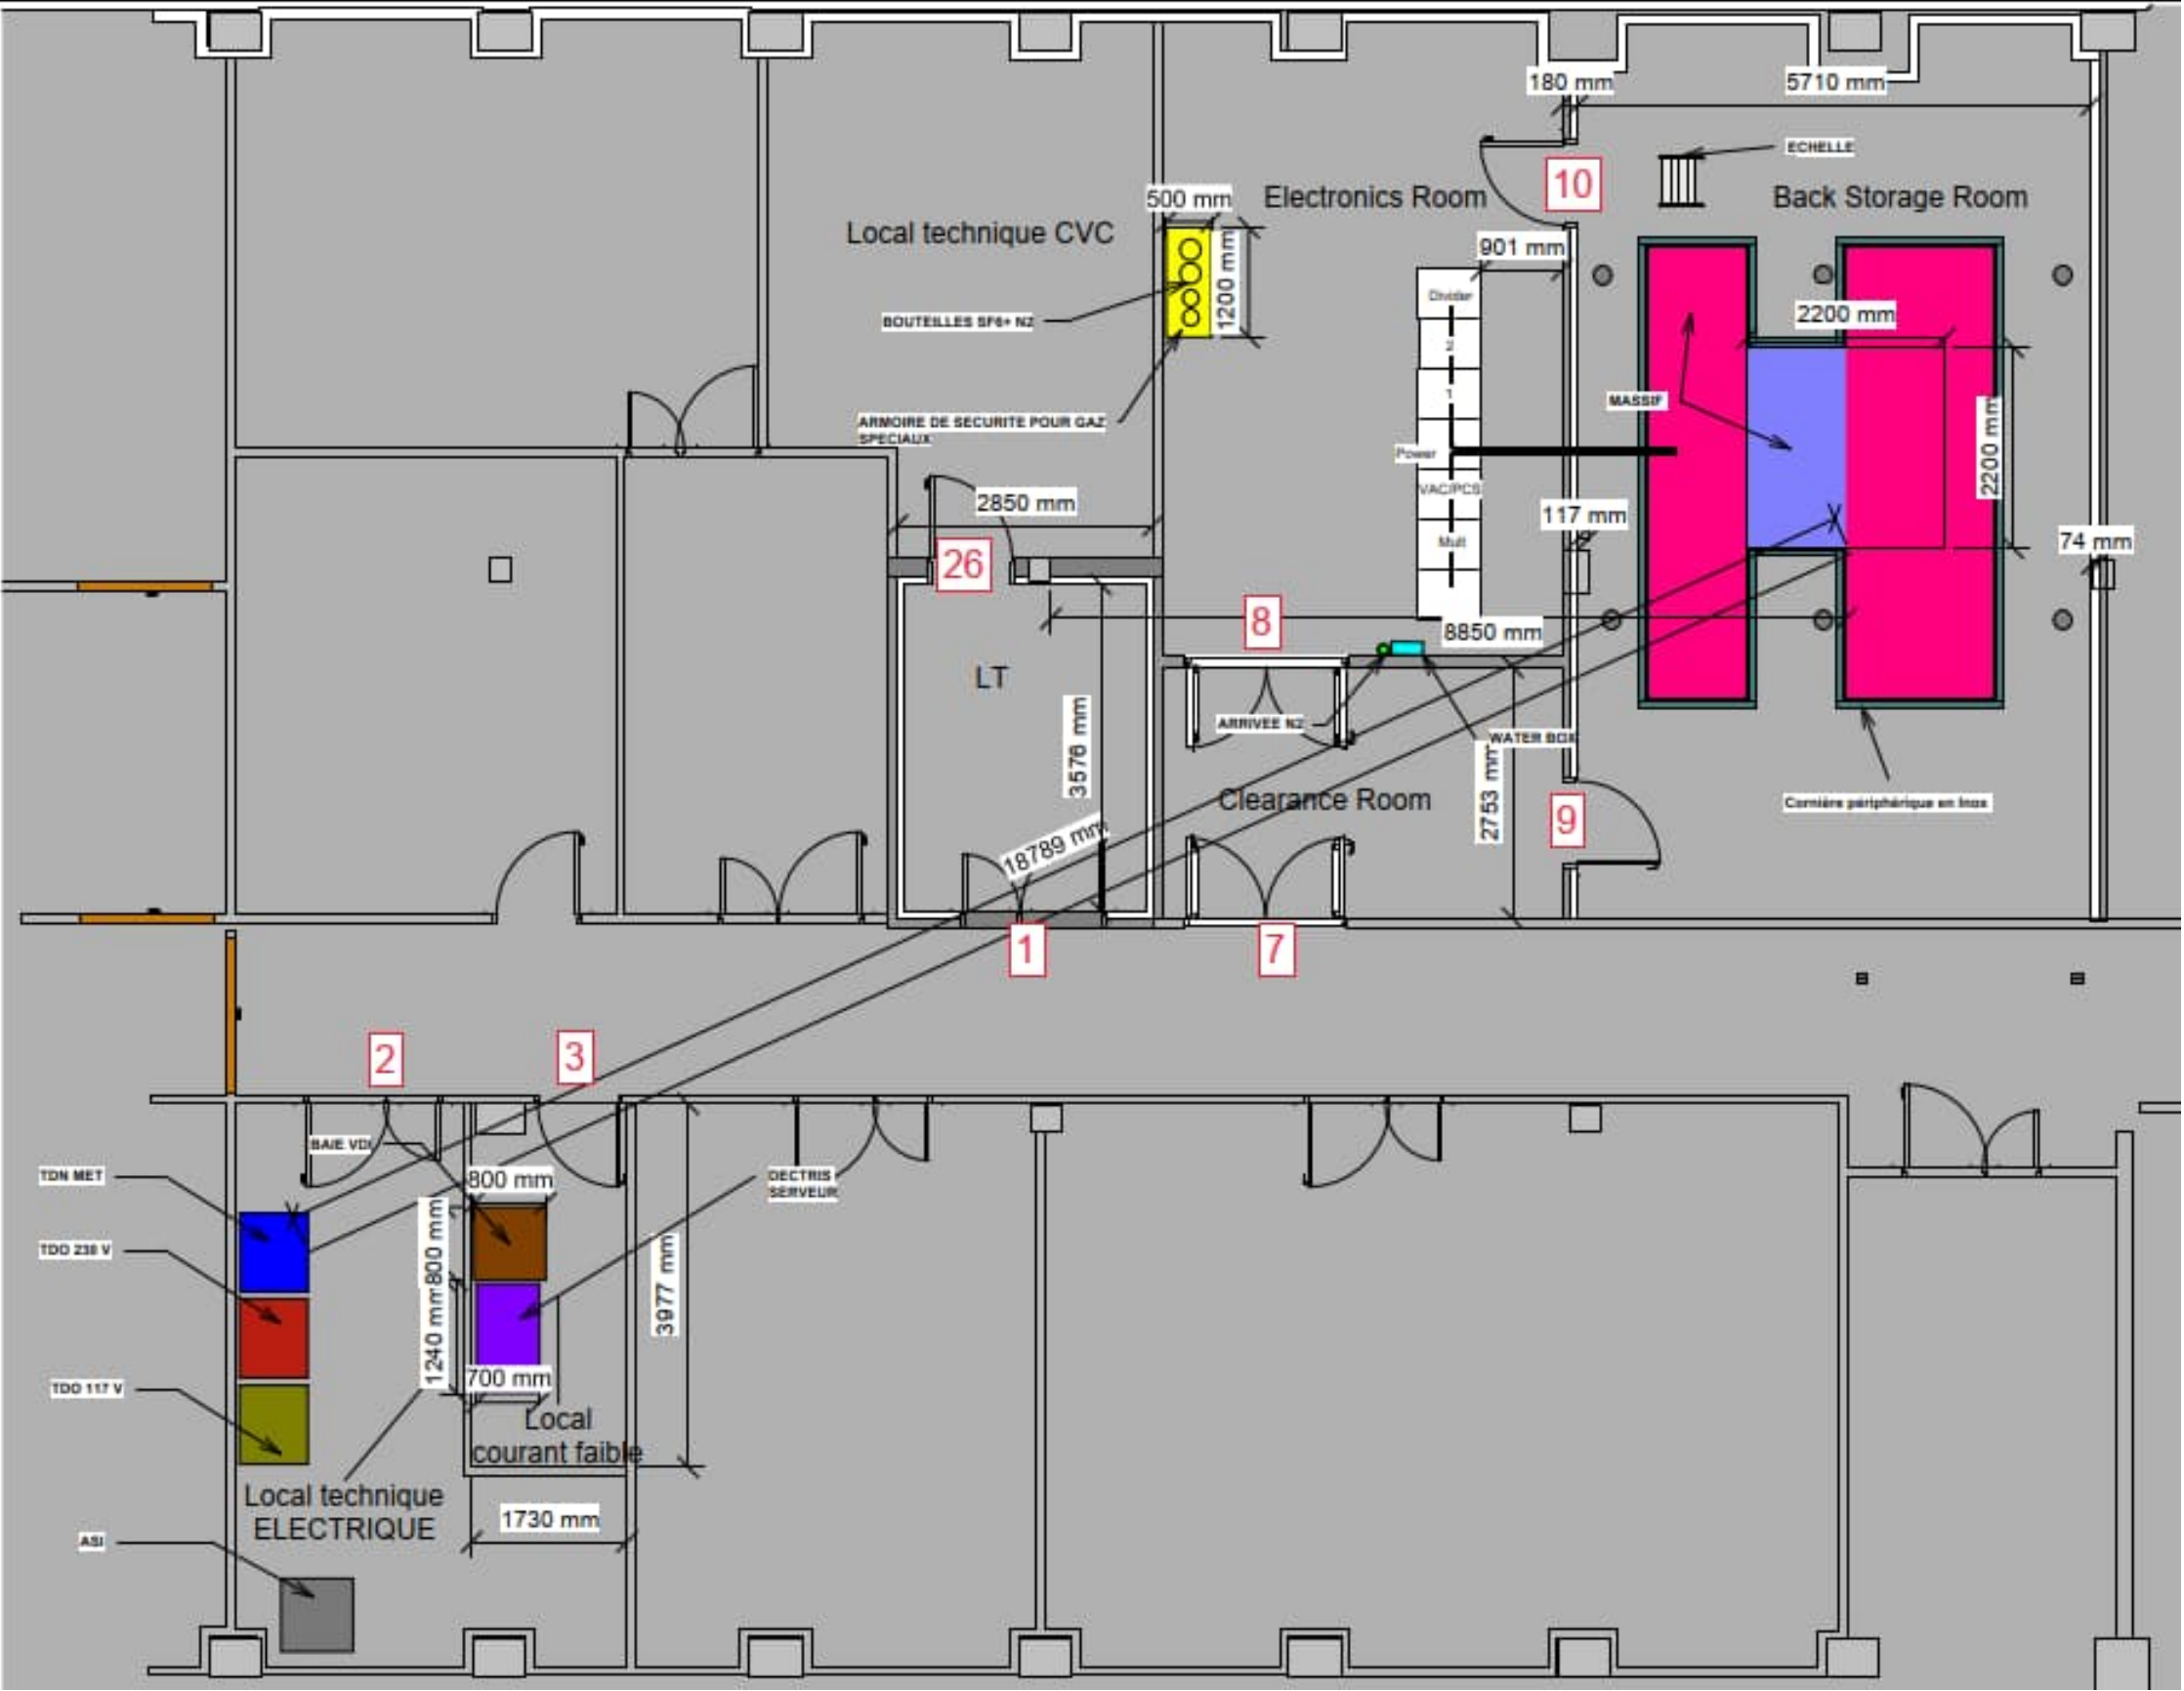 180 mm
5710 mm
ECHELLE
10
500 mm
Electronics Room
Back Storage Room
Local technique CVC
901 mm
1200 mm
Divider
BOUTEILLES SF6+ N2
2200 mm
2
1
MASSIF
ARMOIRE DE SECURITE POUR GAZ
SPECIAUX
2200 mm
Power
VAC/PCS
2850 mm
117 mm
Mult
74 mm
26
8
8850 mm
LT
ARRIVEE N2
WATER BOX
3576 mm
2753 mm
Clearance Room
9
Cornière périphérique en Inox
18789 mm
1
7
2
3
BAIE VDI
TDN MET
800 mm
DECTRIS
SERVEUR
800 mm
TDO 230 V
3977 mm
1240 mm
700 mm
TDO 117 V
Local
courant faible
Local technique
ELECTRIQUE
1730 mm
ASI